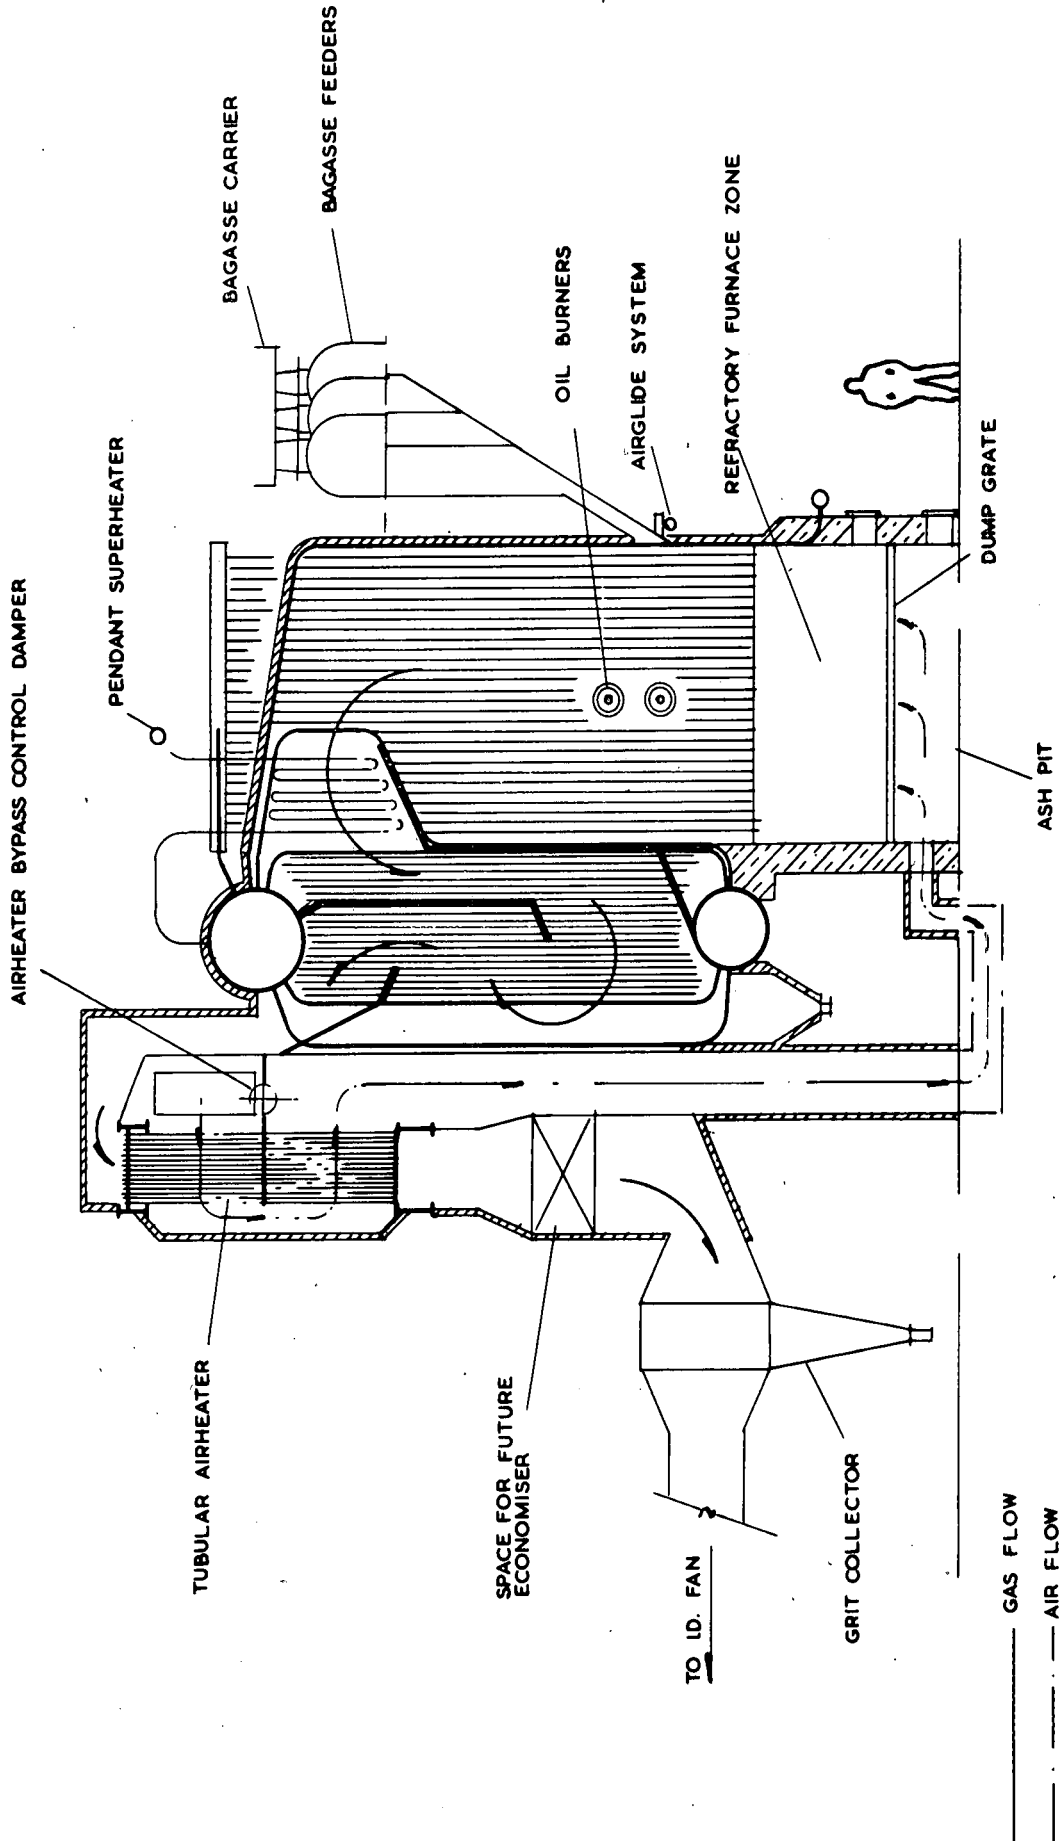 AIRHEATER BYPASS CONTROL DAMPER
PENDANT SUPERHEATER
BAGASSE CARRIER
BAGASSE FEEDERS
OIL BURNERS
AIRGLIDE SYSTEM
REFRACTORY FURNACE ZONE
DUMP GRATE
ASH PIT
TUBULAR AIRHEATER
SPACE FOR FUTURE
ECONOMISER
TO I.D. FAN
GRIT COLLECTOR
GAS FLOW
AIR FLOW